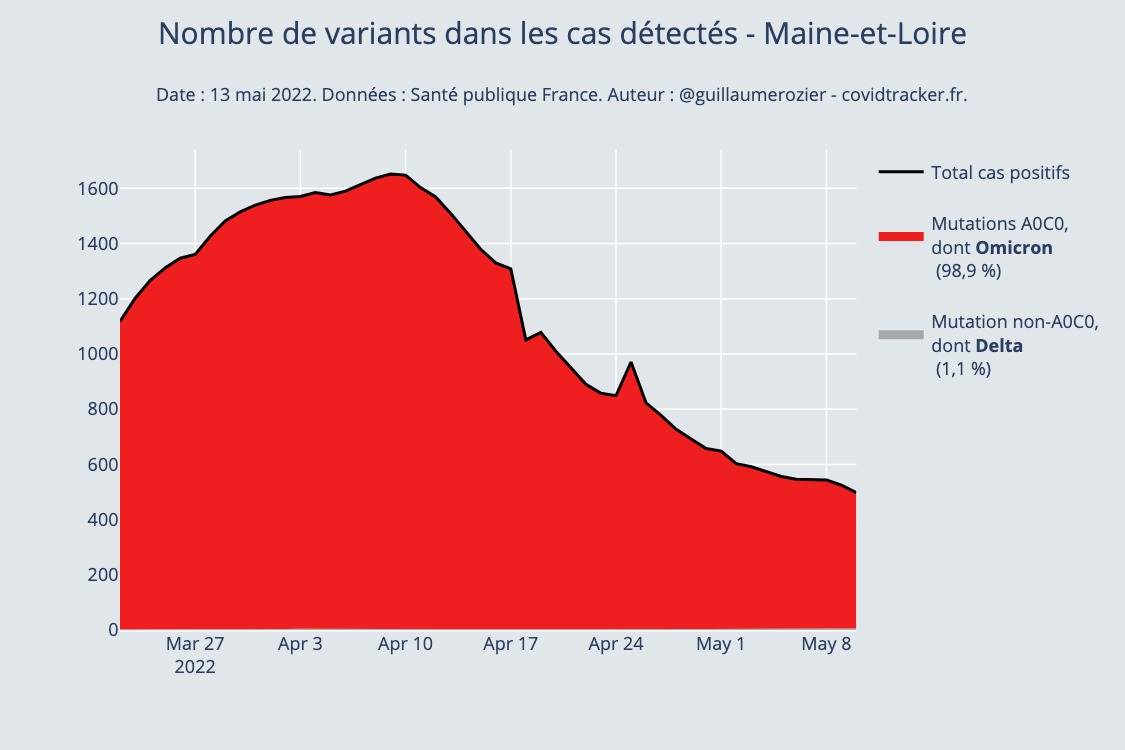 Nombre de variants dans les cas détectés - Maine-et-Loire
Date : 13 mai 2022. Données : Santé publique France. Auteur : @guillaumerozier - covidtracker.fr.
Total cas positifs
Mutations A0C0,
dont Omicron
(98,9 %)
Mutation non-A0C0,
dont Delta
(1,1 %)
1600
1400
1200
1000
800
600
400
200
0
Mar 27 Apr 3 Apr 10 Apr 17 Apr 24 May 1 May 8
2022